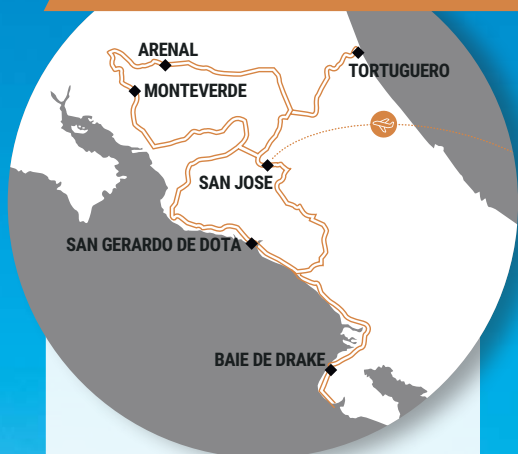 ARENAL
TORTUGUERO
MONTEVERDE
SAN JOSE
SAN GERARDO DE DOTA
BAIE DE DRAKE